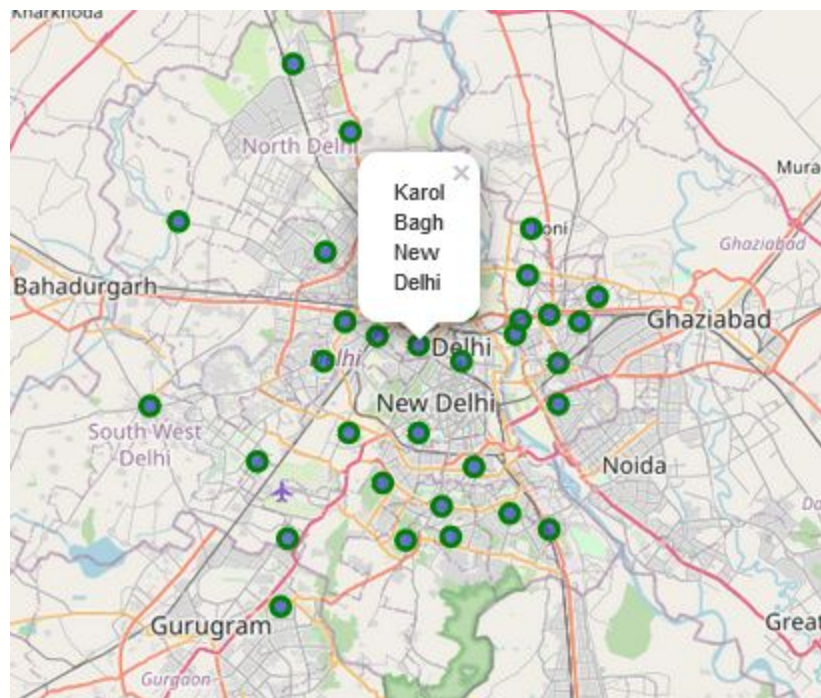 Kharkhoda
North Delhi
Mura
×
Karol
Bagh
New
Delhi
oni
Ghaziabad
Bahadurgarh
Ghaziabad
Delhi
Delhi
New Delhi
South West
Delhi
Noida
Gurugram
Great
Gurgaon